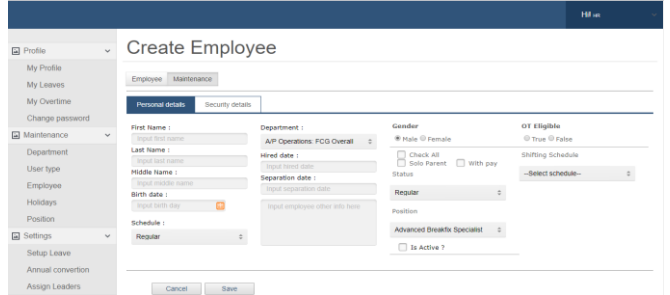 Hi! HR
Profile
My Profile
My Leaves
My Overtime
Change password
Maintenance
Department
User type
Employee
Holidays
Position
Settings
Setup Leave
Annual convertion
Assign Leaders
Create Employee
Employee Maintenance
Personal details Security details
First Name :
Input first name
Last Name :
Input last name
Middle Name :
Input middle name
Birth date :
Input birth day
Schedule :
Regular
Department :
A/P Operations: FCG Overall
Hired date :
Input hired date
Separation date :
Input separation date
Input employee other info here
Gender
Male Female
Check All
Solo Parent With pay
Status
Regular
Position
Advanced Breakfix Specialist
Is Active ?
OT Eligible
True False
Shifting Schedule
--Select schedule--
Cancel Save